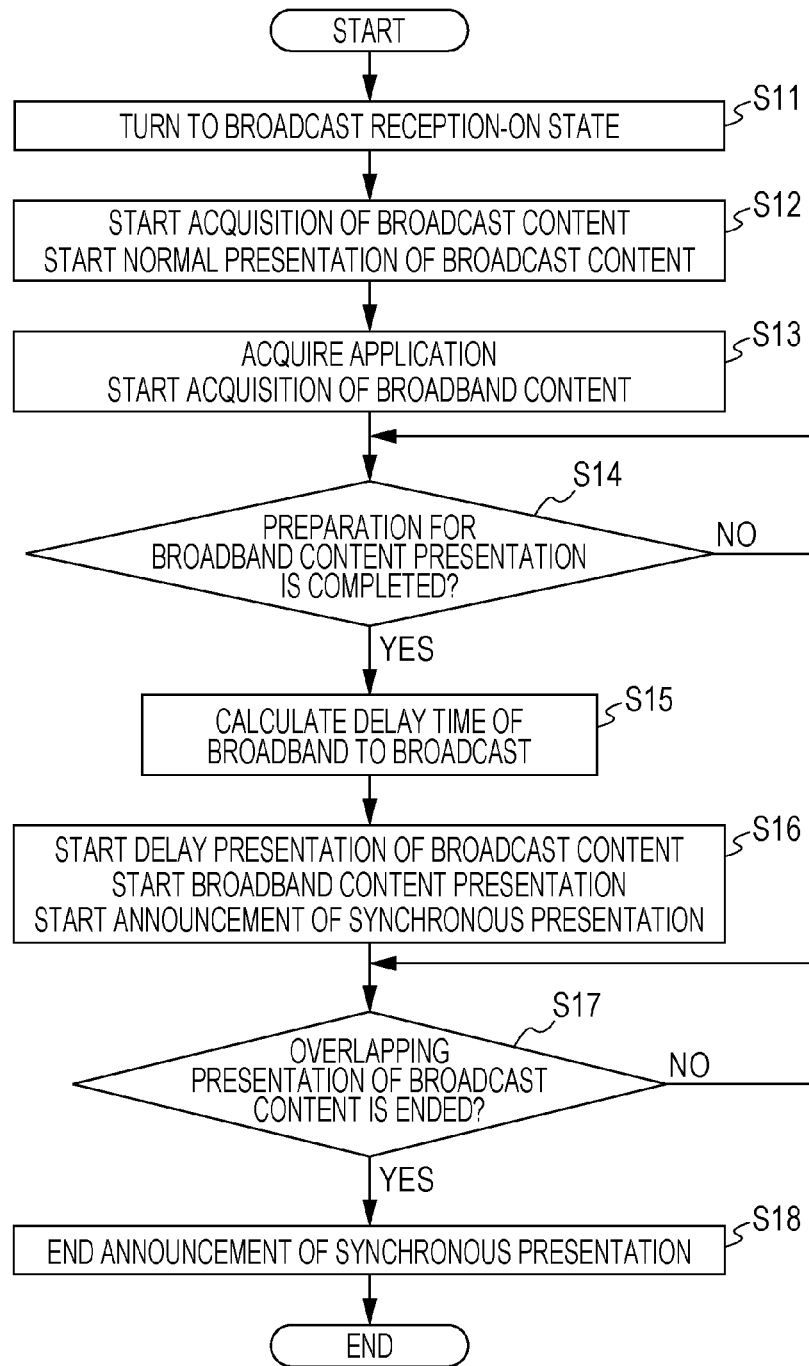 START
S11
TURN TO BROADCAST RECEPTION-ON STATE
S12
START ACQUISITION OF BROADCAST CONTENT
START NORMAL PRESENTATION OF BROADCAST CONTENT
S13
ACQUIRE APPLICATION
START ACQUISITION OF BROADBAND CONTENT
S14
PREPARATION FOR
BROADBAND CONTENT PRESENTATION
IS COMPLETED?
NO
YES
S15
CALCULATE DELAY TIME OF
BROADBAND TO BROADCAST
S16
START DELAY PRESENTATION OF BROADCAST CONTENT
START BROADBAND CONTENT PRESENTATION
START ANNOUNCEMENT OF SYNCHRONOUS PRESENTATION
S17
OVERLAPPING
PRESENTATION OF BROADCAST
CONTENT IS ENDED?
NO
YES
S18
END ANNOUNCEMENT OF SYNCHRONOUS PRESENTATION
END